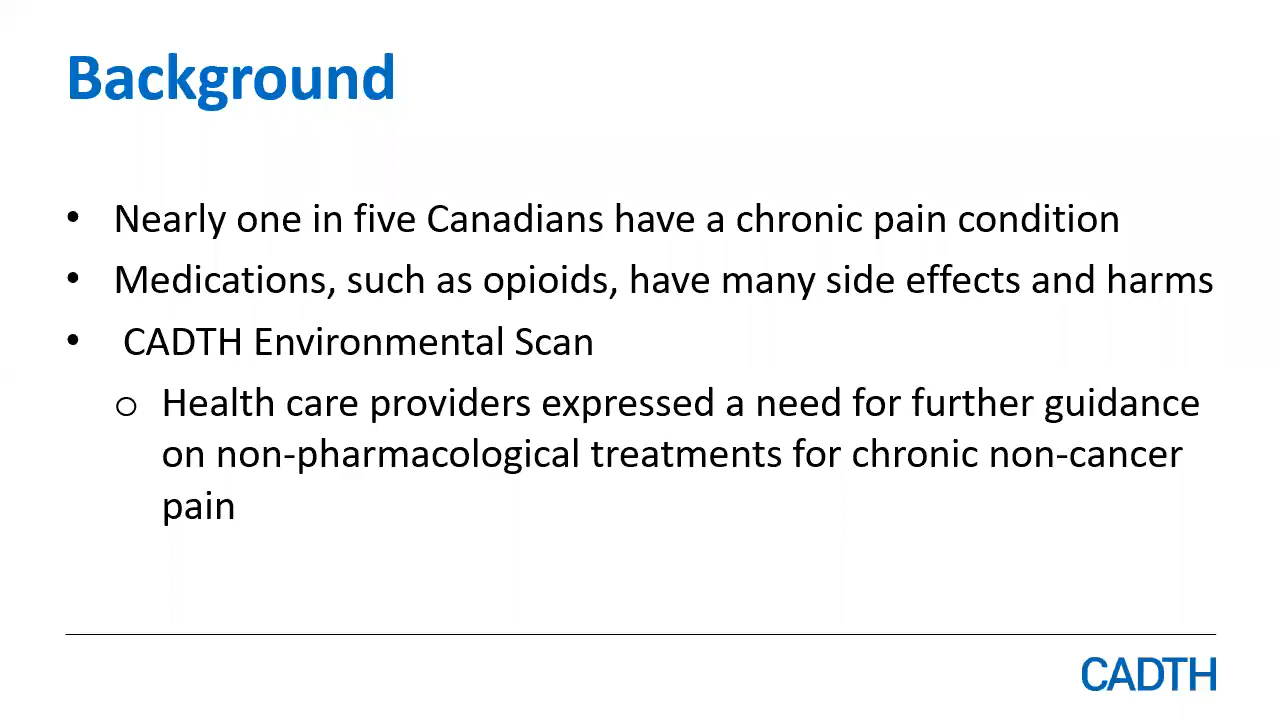 Background
• Nearly one in five Canadians have a chronic pain condition
• Medications, such as opioids, have many side effects and harms
• CADTH Environmental Scan
o Health care providers expressed a need for further guidance
on non-pharmacological treatments for chronic non-cancer
pain
CADTH